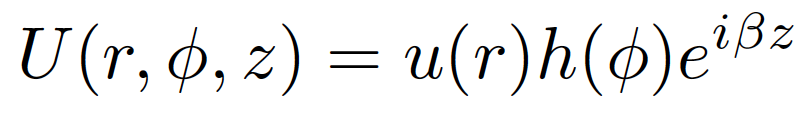 U(r, ϕ, z) = u(r)h(ϕ)e^{iβz}